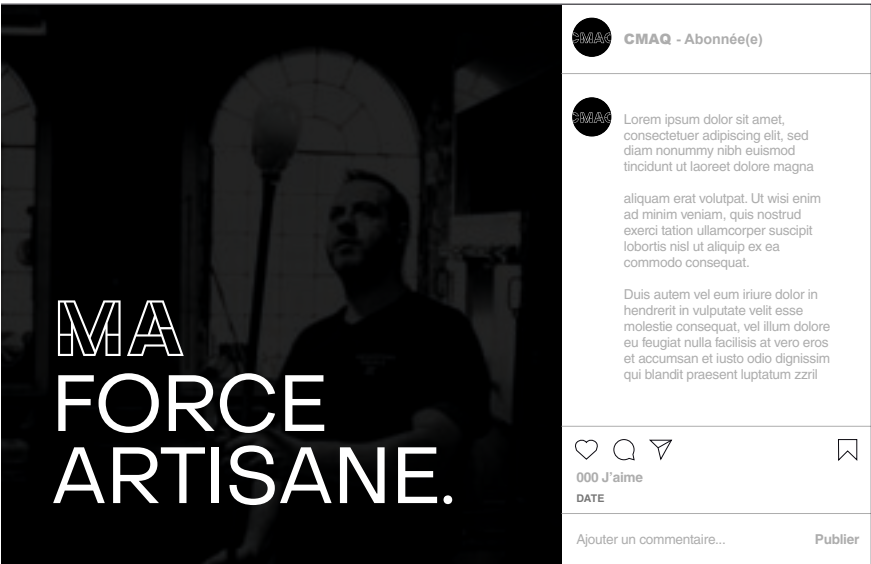 MA
FORCE
ARTISANE.
CMAQ
CMAQ - Abonnée(e)
CMAQ
Lorem ipsum dolor sit amet,
consectetuer adipiscing elit, sed
diam nonummy nibh euismod
tincidunt ut laoreet dolore magna
aliquam erat volutpat. Ut wisi enim
ad minim veniam, quis nostrud
exerci tation ullamcorper suscipit
lobortis nisl ut aliquip ex ea
commodo consequat.
Duis autem vel eum iriure dolor in
hendrerit in vulputate velit esse
molestie consequat, vel illum dolore
eu feugiat nulla facilisis at vero eros
et accumsan et iusto odio dignissim
qui blandit praesent luptatum zzril
000 J'aime
DATE
Ajouter un commentaire... Publier